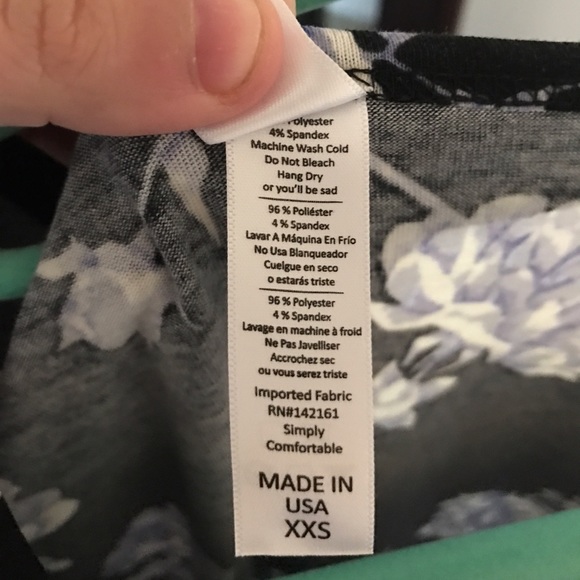 Polyester
4% Spandex
Machine Wash Cold
Do Not Bleach
Hang Dry
or you'll be sad
96 % Poliéster
4 % Spandex
Lavar A Máquina En Frío
No Usa Blanqueador
Cuelgue en seco
o estarás triste
96 % Polyester
4 % Spandex
Lavage en machine à froid
Ne Pas Javelliser
Accrochez sec
ou vous serez triste
Imported Fabric
RN#142161
Simply
Comfortable
MADE IN
USA
XXS